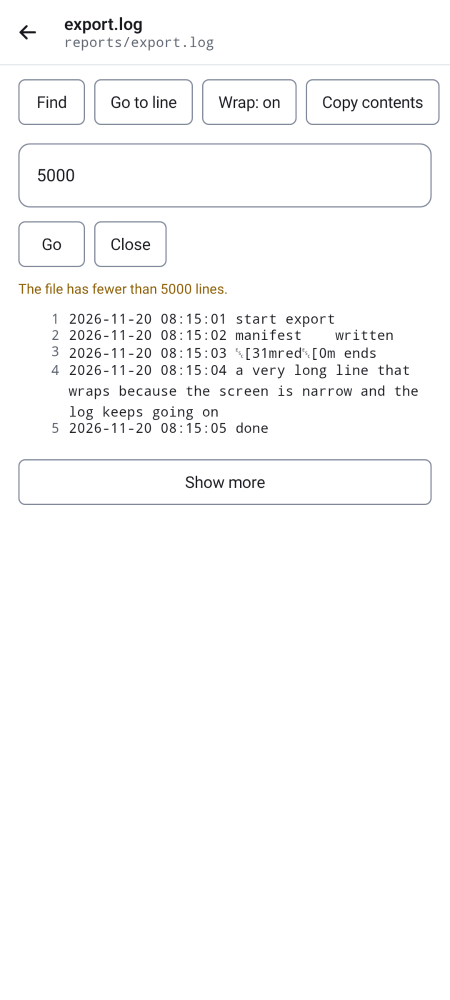 export.log
reports/export.log
Find Go to line Wrap: on Copy contents
5000
Go Close
The file has fewer than 5000 lines.
1 2026-11-20 08:15:01 start export
2 2026-11-20 08:15:02 manifest    written
3 2026-11-20 08:15:03 ␛[31mred␛[0m ends
4 2026-11-20 08:15:04 a very long line that
wraps because the screen is narrow and the
log keeps going on
5 2026-11-20 08:15:05 done
Show more